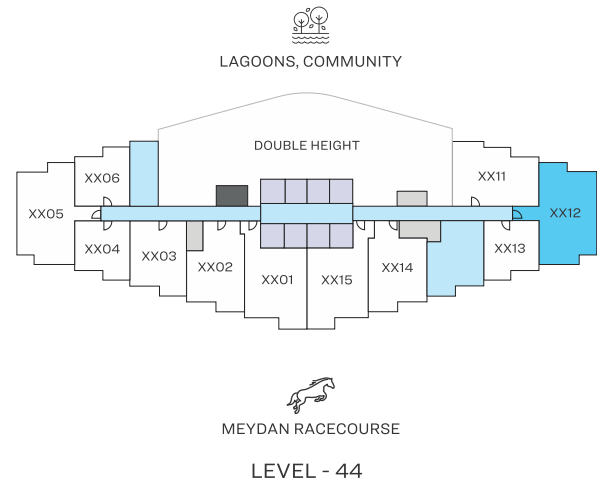 LAGOONS, COMMUNITY
DOUBLE HEIGHT
XX06
XX11
XX05
XX12
XX04
XX03
XX02
XX01
XX15
XX14
XX13
MEYDAN RACECOURSE
LEVEL - 44